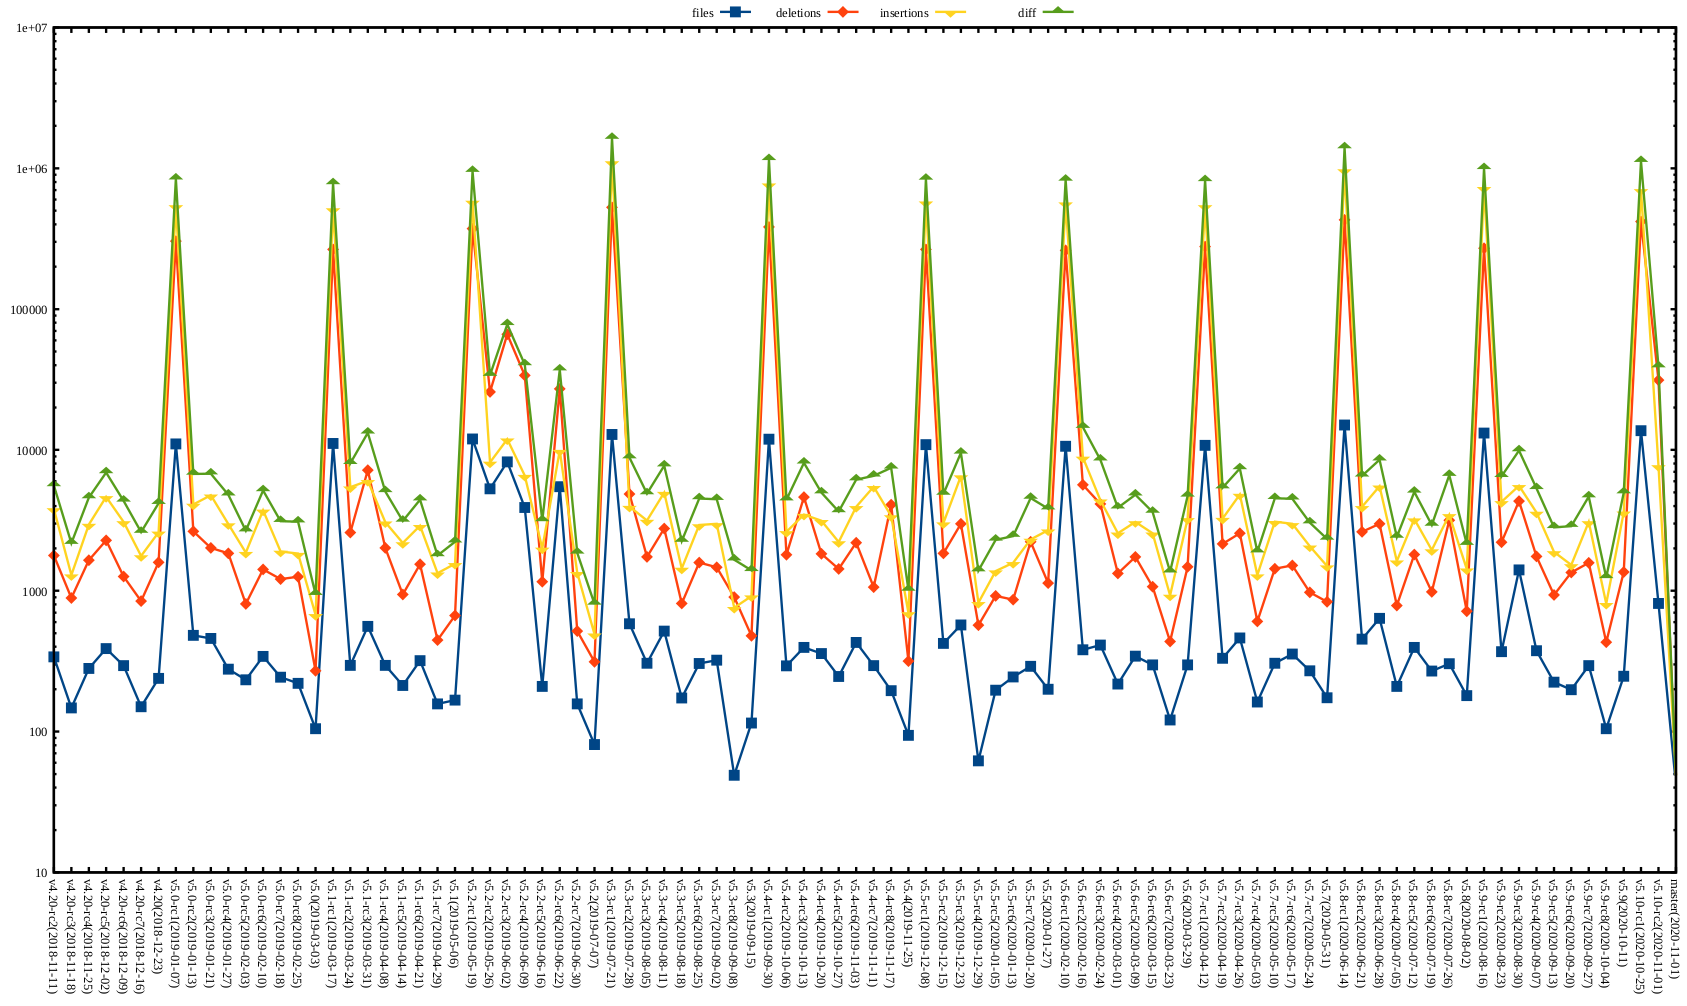 files
deletions
insertions
diff
1e+07
1e+06
100000
10000
1000
100
10
v4.20-rc2(2018-11-11)
v4.20-rc3(2018-11-18)
v4.20-rc4(2018-11-25)
v4.20-rc5(2018-12-02)
v4.20-rc6(2018-12-09)
v4.20-rc7(2018-12-16)
v4.20(2018-12-23)
v5.0-rc1(2019-01-07)
v5.0-rc2(2019-01-13)
v5.0-rc3(2019-01-21)
v5.0-rc4(2019-01-27)
v5.0-rc5(2019-02-03)
v5.0-rc6(2019-02-10)
v5.0-rc7(2019-02-18)
v5.0-rc8(2019-02-25)
v5.0(2019-03-03)
v5.1-rc1(2019-03-17)
v5.1-rc2(2019-03-24)
v5.1-rc3(2019-03-31)
v5.1-rc4(2019-04-08)
v5.1-rc5(2019-04-14)
v5.1-rc6(2019-04-21)
v5.1-rc7(2019-04-29)
v5.1(2019-05-06)
v5.2-rc1(2019-05-19)
v5.2-rc2(2019-05-26)
v5.2-rc3(2019-06-02)
v5.2-rc4(2019-06-09)
v5.2-rc5(2019-06-16)
v5.2-rc6(2019-06-22)
v5.2-rc7(2019-06-30)
v5.2(2019-07-07)
v5.3-rc1(2019-07-21)
v5.3-rc2(2019-07-28)
v5.3-rc3(2019-08-05)
v5.3-rc4(2019-08-11)
v5.3-rc5(2019-08-18)
v5.3-rc6(2019-08-25)
v5.3-rc7(2019-09-02)
v5.3-rc8(2019-09-08)
v5.3(2019-09-15)
v5.4-rc1(2019-09-30)
v5.4-rc2(2019-10-06)
v5.4-rc3(2019-10-13)
v5.4-rc4(2019-10-20)
v5.4-rc5(2019-10-27)
v5.4-rc6(2019-11-03)
v5.4-rc7(2019-11-11)
v5.4-rc8(2019-11-17)
v5.4(2019-11-25)
v5.5-rc1(2019-12-08)
v5.5-rc2(2019-12-15)
v5.5-rc3(2019-12-23)
v5.5-rc4(2019-12-29)
v5.5-rc5(2020-01-05)
v5.5-rc6(2020-01-13)
v5.5-rc7(2020-01-20)
v5.5(2020-01-27)
v5.6-rc1(2020-02-10)
v5.6-rc2(2020-02-16)
v5.6-rc3(2020-02-24)
v5.6-rc4(2020-03-01)
v5.6-rc5(2020-03-09)
v5.6-rc6(2020-03-15)
v5.6-rc7(2020-03-23)
v5.6(2020-03-29)
v5.7-rc1(2020-04-12)
v5.7-rc2(2020-04-19)
v5.7-rc3(2020-04-26)
v5.7-rc4(2020-05-03)
v5.7-rc5(2020-05-10)
v5.7-rc6(2020-05-17)
v5.7-rc7(2020-05-24)
v5.7(2020-05-31)
v5.8-rc1(2020-06-14)
v5.8-rc2(2020-06-21)
v5.8-rc3(2020-06-28)
v5.8-rc4(2020-07-05)
v5.8-rc5(2020-07-12)
v5.8-rc6(2020-07-19)
v5.8-rc7(2020-07-26)
v5.8(2020-08-02)
v5.9-rc1(2020-08-16)
v5.9-rc2(2020-08-23)
v5.9-rc3(2020-08-30)
v5.9-rc4(2020-09-07)
v5.9-rc5(2020-09-13)
v5.9-rc6(2020-09-20)
v5.9-rc7(2020-09-27)
v5.9-rc8(2020-10-04)
v5.9(2020-10-11)
v5.10-rc1(2020-10-25)
v5.10-rc2(2020-11-01)
master(2020-11-01)